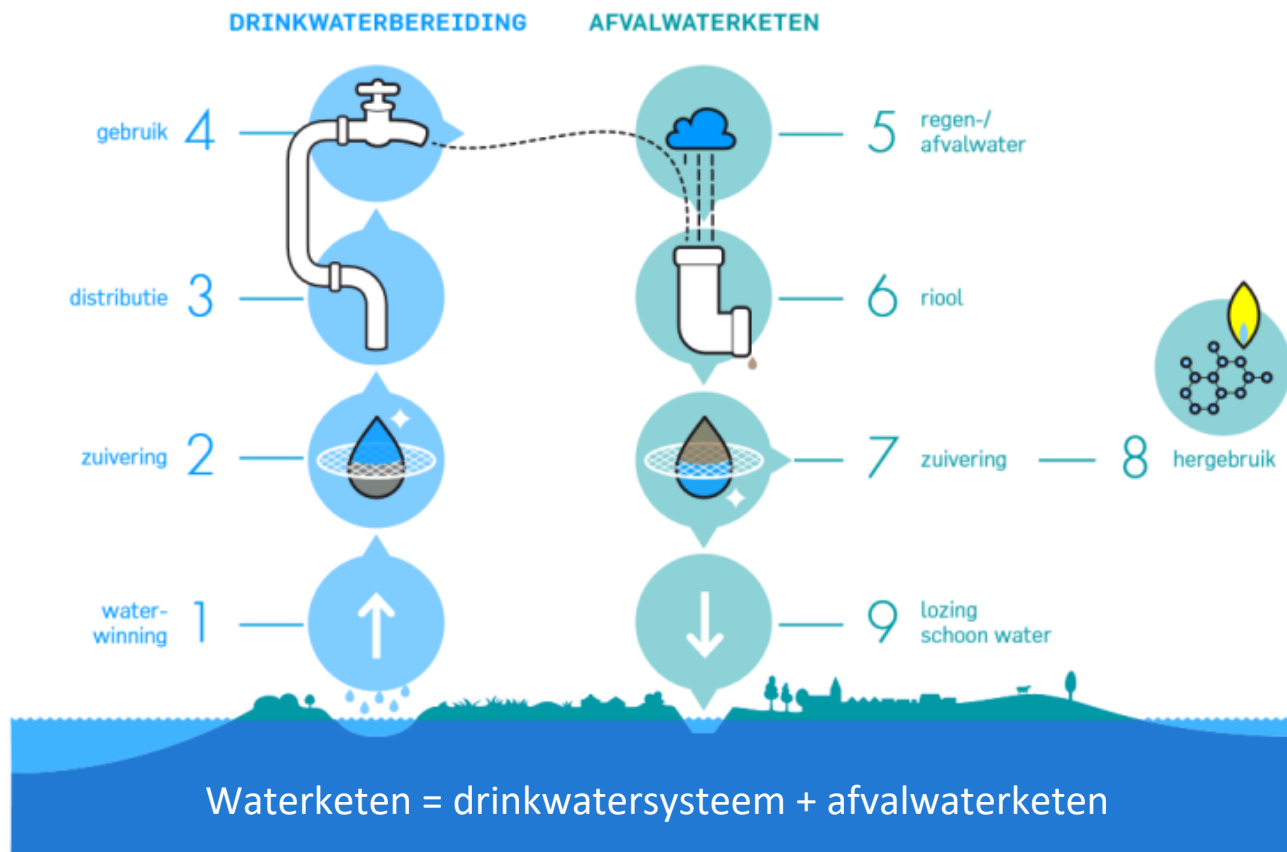 DRINKWATERBEREIDING
AFVALWATERKETEN
gebruik 4
5 regen-/
afvalwater
distributie 3
6 riool
zuivering 2
7 zuivering
8 hergebruik
water-
winning 1
9 lozing
schoon water
Waterketen = drinkwatersysteem + afvalwaterketen